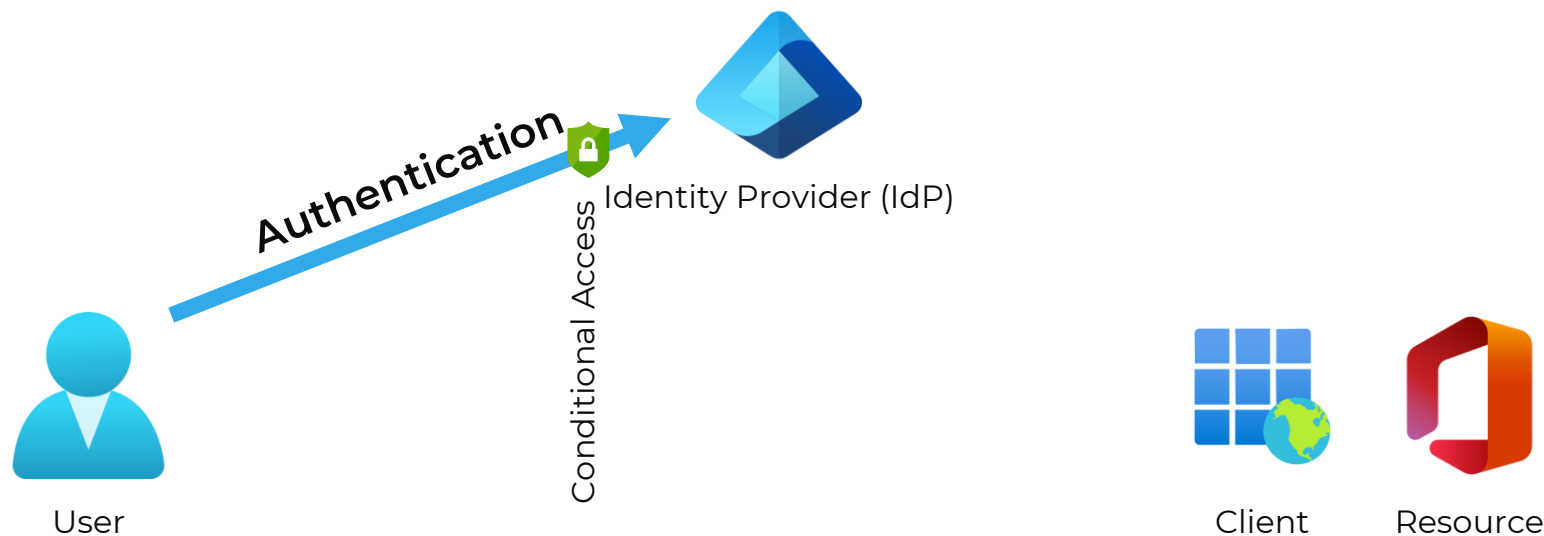 Authentication
Identity Provider (IdP)
Conditional Access
User
Client
Resource